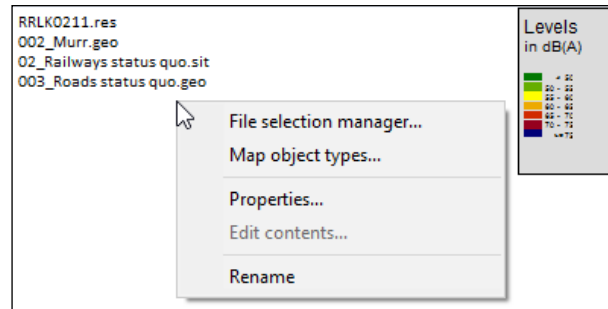 RRLK0211.res
002_Murr.geo
02_Railways status quo.sit
003_Roads status quo.geo
File selection manager...
Map object types...
Properties...
Edit contents...
Rename
Levels
in dB(A)